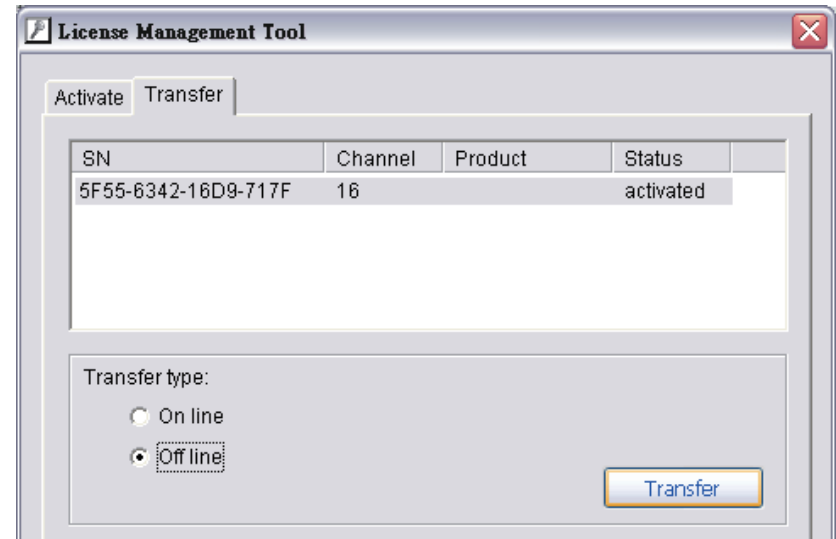 License Management Tool
Activate Transfer
SN Channel Product Status
5F55-6342-16D9-717F 16 activated
Transfer type:
On line
Off line
Transfer